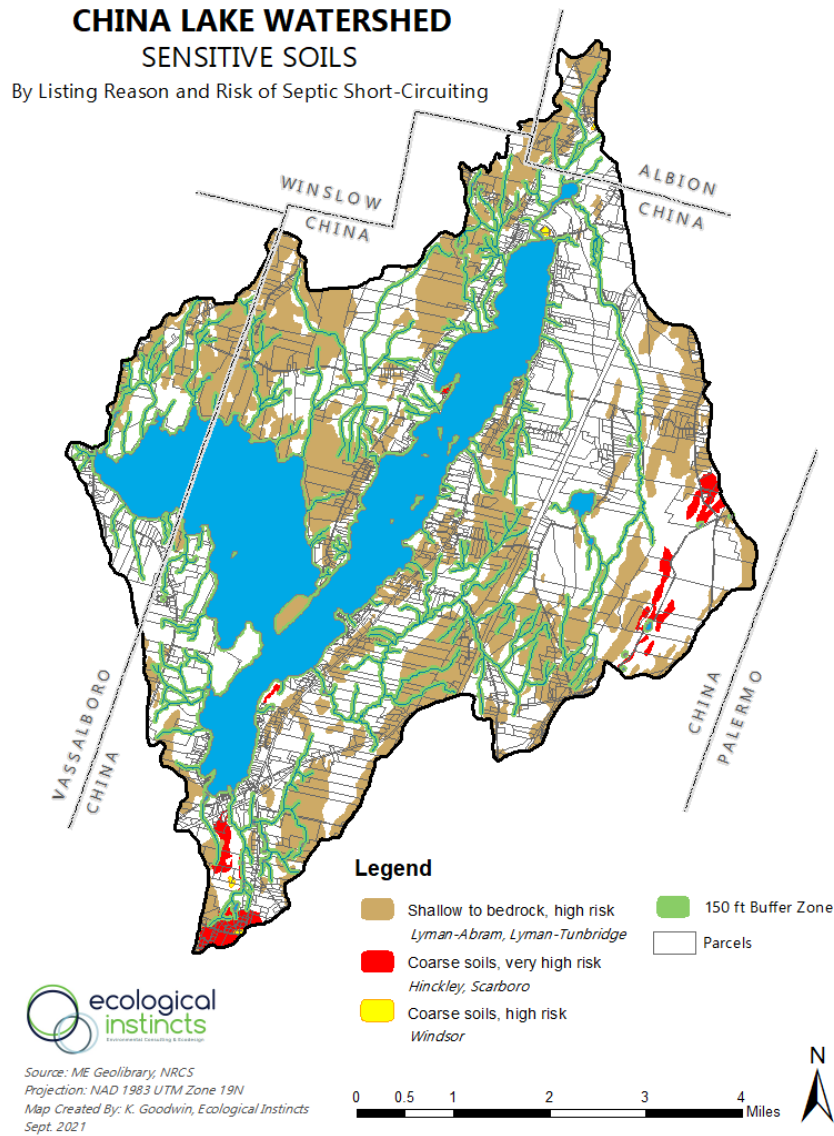 CHINA LAKE WATERSHED
SENSITIVE SOILS
By Listing Reason and Risk of Septic Short-Circuiting
WINSLOW
CHINA
ALBION
CHINA
VASSALBORO
CHINA
CHINA
PALERMO
Legend
Shallow to bedrock, high risk
Lyman-Abram, Lyman-Tunbridge
Coarse soils, very high risk
Hinckley, Scarboro
Coarse soils, high risk
Windsor
150 ft Buffer Zone
Parcels
ecological
instincts
Environmental Consulting & Ecodesign
Source: ME Geolibrary, NRCS
Projection: NAD 1983 UTM Zone 19N
Map Created By: K. Goodwin, Ecological Instincts
Sept. 2021
0 0.5 1 2 3 4
Miles
N